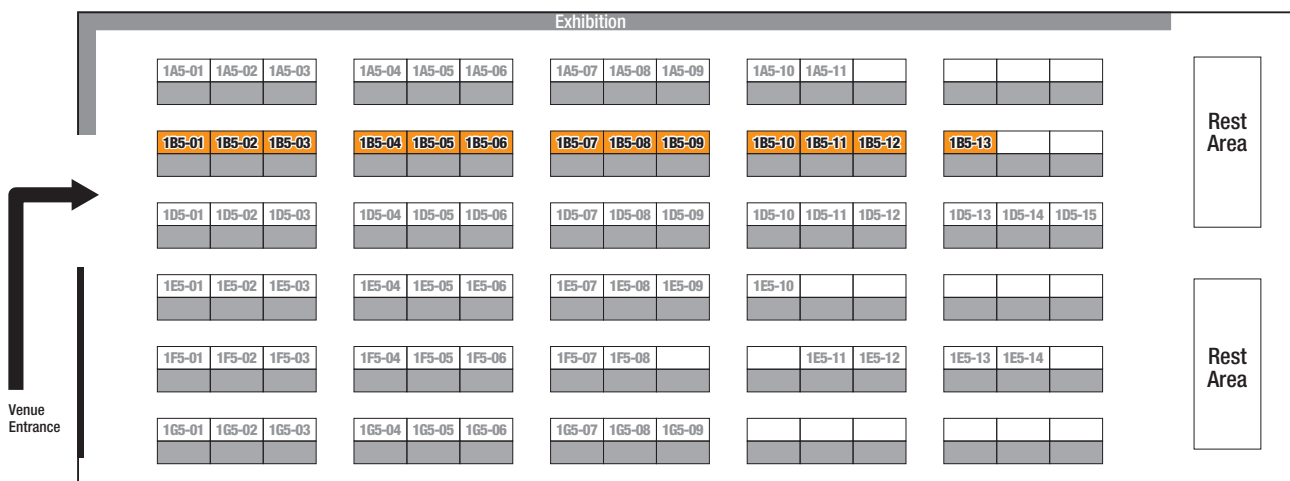 Exhibition
1A5-01 1A5-02 1A5-03 1A5-04 1A5-05 1A5-06 1A5-07 1A5-08 1A5-09 1A5-10 1A5-11
1B5-01 1B5-02 1B5-03 1B5-04 1B5-05 1B5-06 1B5-07 1B5-08 1B5-09 1B5-10 1B5-11 1B5-12 1B5-13
Rest
Area
1D5-01 1D5-02 1D5-03 1D5-04 1D5-05 1D5-06 1D5-07 1D5-08 1D5-09 1D5-10 1D5-11 1D5-12 1D5-13 1D5-14 1D5-15
1E5-01 1E5-02 1E5-03 1E5-04 1E5-05 1E5-06 1E5-07 1E5-08 1E5-09 1E5-10
1F5-01 1F5-02 1F5-03 1F5-04 1F5-05 1F5-06 1F5-07 1F5-08 1E5-11 1E5-12 1E5-13 1E5-14
Rest
Area
Venue
Entrance
1G5-01 1G5-02 1G5-03 1G5-04 1G5-05 1G5-06 1G5-07 1G5-08 1G5-09